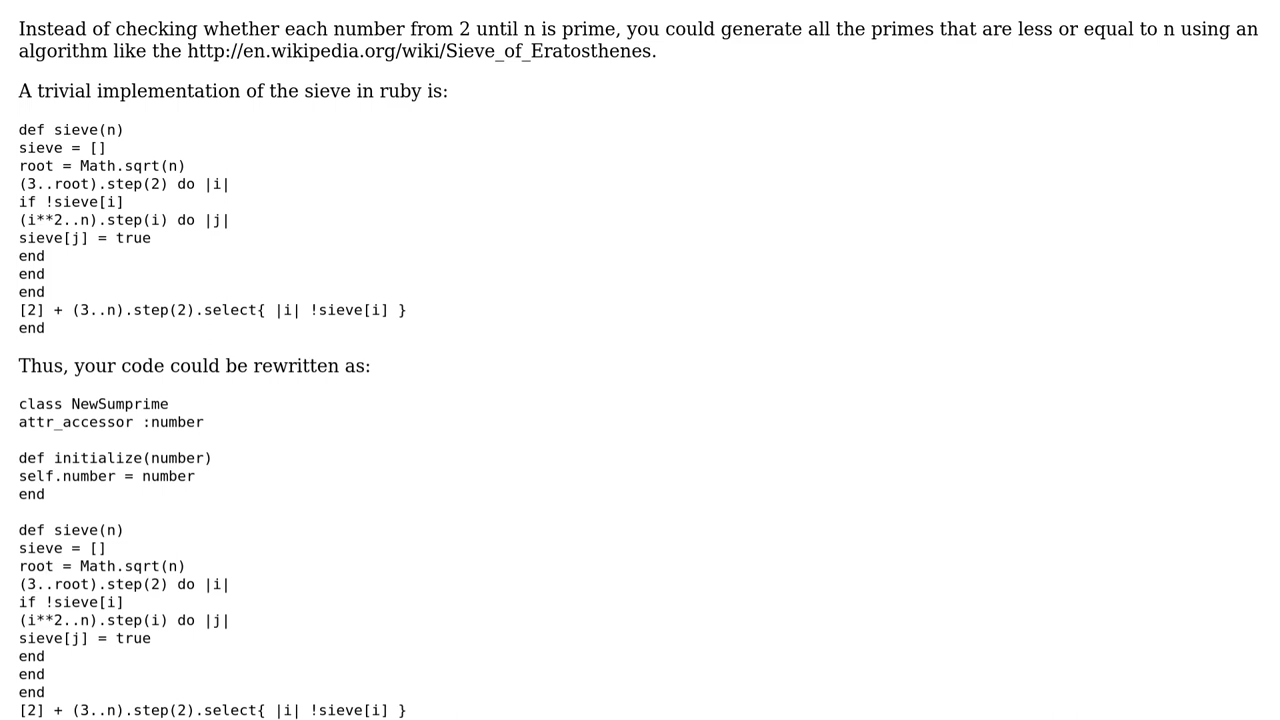 Instead of checking whether each number from 2 until n is prime, you could generate all the primes that are less or equal to n using an
algorithm like the http://en.wikipedia.org/wiki/Sieve_of_Eratosthenes.
A trivial implementation of the sieve in ruby is:
def sieve(n)
sieve = []
root = Math.sqrt(n)
(3..root).step(2) do |i|
if !sieve[i]
(i**2..n).step(i) do |j|
sieve[j] = true
end
end
end
[2] + (3..n).step(2).select{ |i| !sieve[i] }
end
Thus, your code could be rewritten as:
class NewSumprime
attr_accessor :number
def initialize(number)
self.number = number
end
def sieve(n)
sieve = []
root = Math.sqrt(n)
(3..root).step(2) do |i|
if !sieve[i]
(i**2..n).step(i) do |j|
sieve[j] = true
end
end
end
[2] + (3..n).step(2).select{ |i| !sieve[i] }